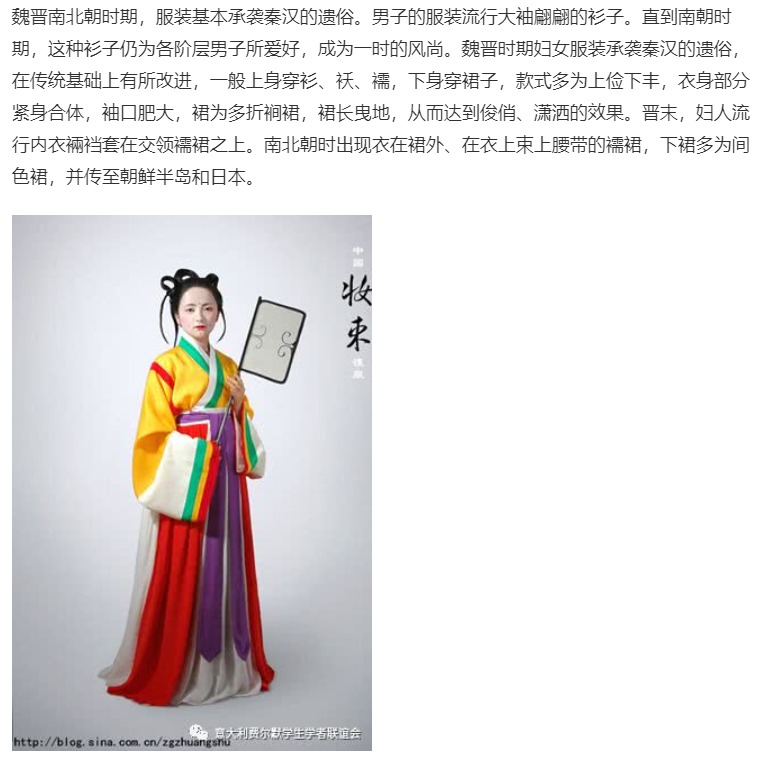 魏晋南北朝时期，服装基本承袭秦汉的遗俗。男子的服装流行大袖翩翩的衫子。直到南朝时
期，这种衫子仍为各阶层男子所爱好，成为一时的风尚。魏晋时期妇女服装承袭秦汉的遗俗，
在传统基础上有所改进，一般上身穿衫、袄、襦，下身穿裙子，款式多为上俭下丰，衣身部分
紧身合体，袖口肥大，裙为多折裥裙，裙长曳地，从而达到俊俏、潇洒的效果。晋末，妇人流
行内衣裲裆套在交领襦裙之上。南北朝时出现衣在裙外、在衣上束上腰带的襦裙，下裙多为间
色裙，并传至朝鲜半岛和日本。
中国
妆束
复原
意大利费尔默学生学者联谊会
http://blog.sina.com.cn/zgzhuangshu